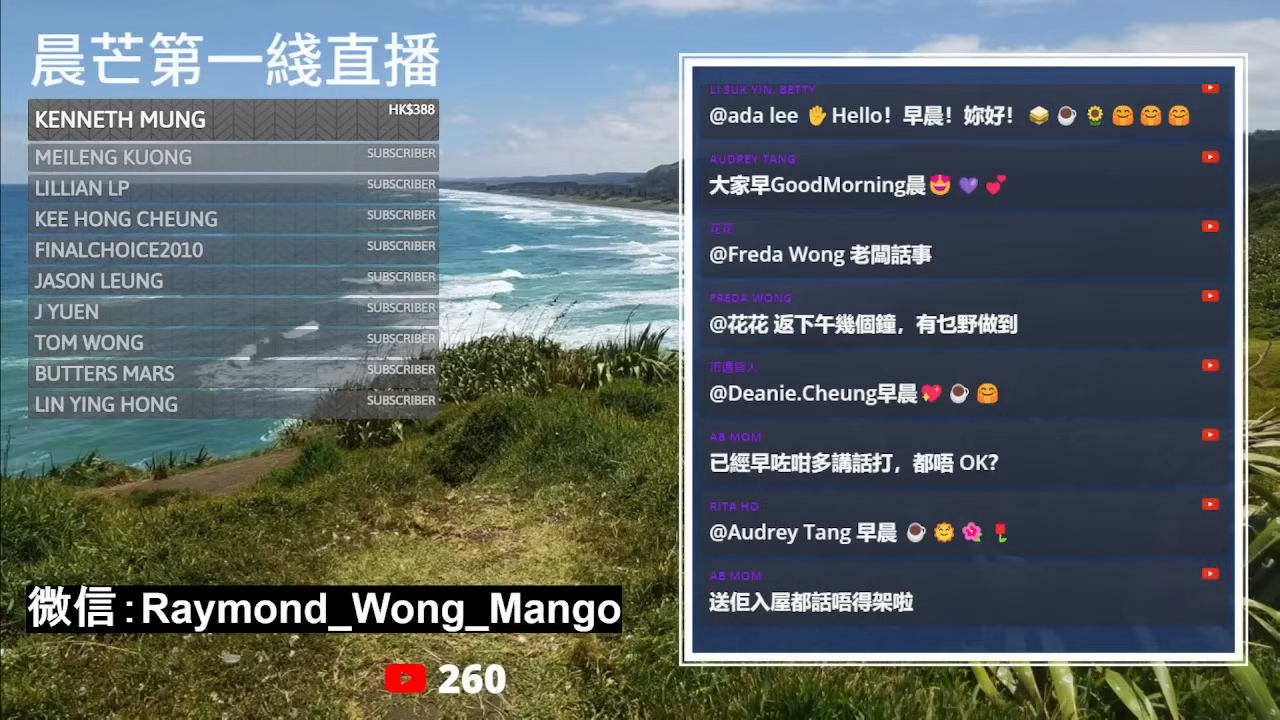 晨芒第一綫直播
KENNETH MUNG HK$388
MEILENG KUONG SUBSCRIBER
LILLIAN LP SUBSCRIBER
KEE HONG CHEUNG SUBSCRIBER
FINALCHOICE2010 SUBSCRIBER
JASON LEUNG SUBSCRIBER
J YUEN SUBSCRIBER
TOM WONG SUBSCRIBER
BUTTERS MARS SUBSCRIBER
LIN YING HONG SUBSCRIBER
微信:Raymond_Wong_Mango
260
LI SUK YIN, BETTY
@ada lee ✋Hello！早晨！妳好！ 🥪 ☕ 🌻 🤗 🤗 🤗
AUDREY TANG
大家早GoodMorning晨😍 💜 💕
花花
@Freda Wong 老闆話事
FREDA WONG
@花花 返下午幾個鐘，有乜野做到
@Deanie.Cheung早晨💖 ☕ 🤗
AB MOM
已經早咗咁多講話打，都唔 OK?
RITA HO
@Audrey Tang 早晨 ☕ 🌞 🌺 🌹
AB MOM
送佢入屋都話唔得架啦